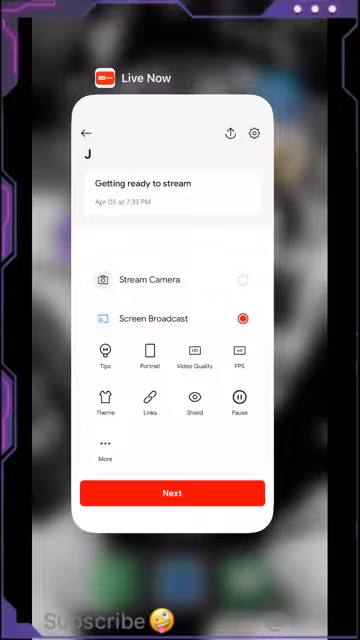 Live Now
J
Getting ready to stream
Apr 05 at 7:33 PM
Stream Camera
Screen Broadcast
Tips
Portrait
HD
Video Quality
FPS
Theme
Links
Shield
Pause
More
Next
Subscribe🤪